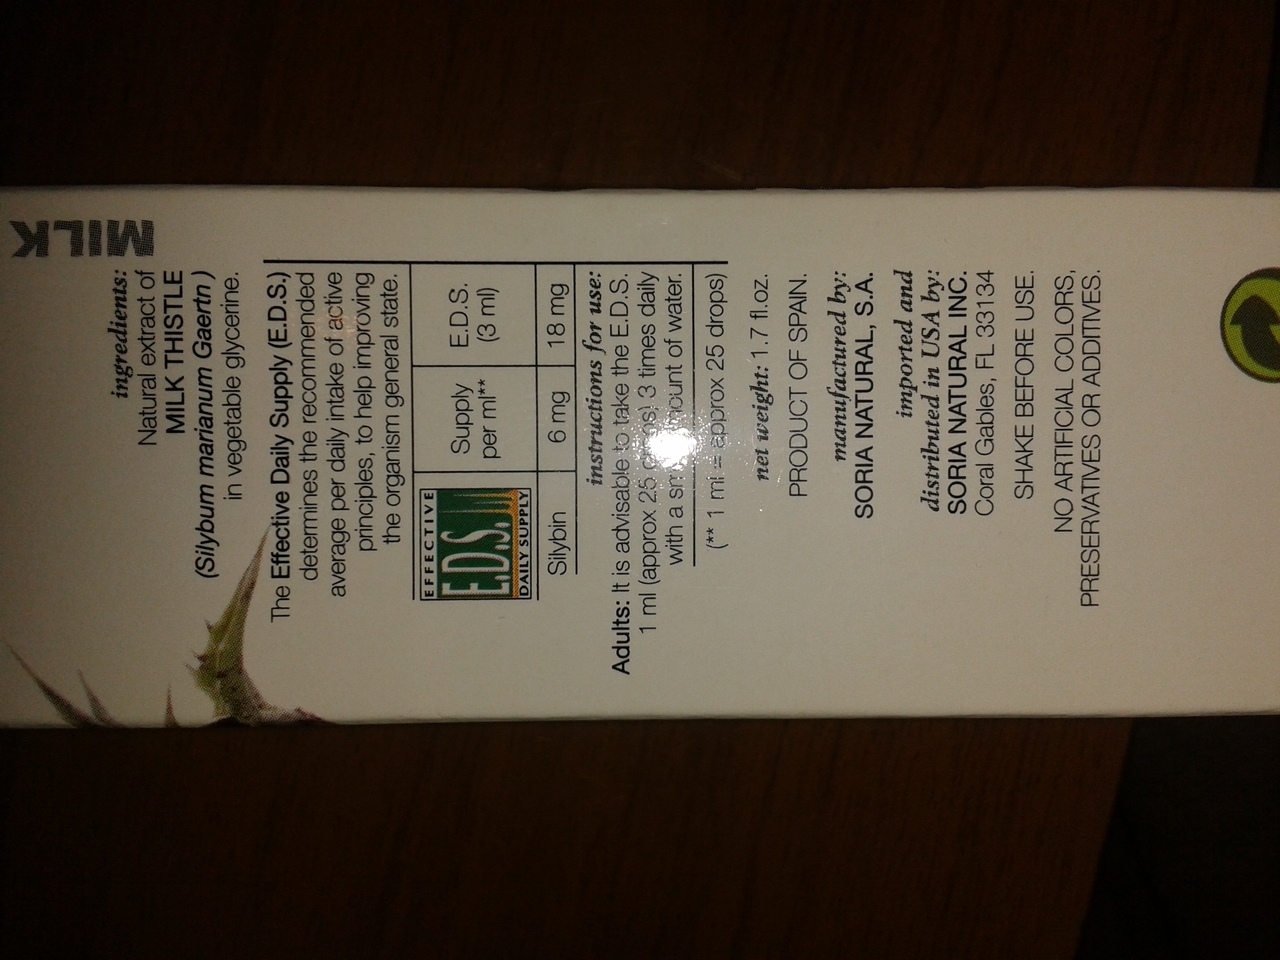 MILK
ingredients:
Natural extract of
MILK THISTLE
(Silybum marianum Gaertn )
in vegetable glycerine.
The Effective Daily Supply (E.D.S.)
determines the recommended
average per daily intake of active
principles, to help improving
the organism general state.
EFFECTIVE
E.D.S.
DAILY SUPPLY
Supply
per ml**
E.D.S.
(3 ml)
Silybin 6 mg 18 mg
instructions for use:
Adults: It is advisable to take the E.D.S.
1 ml (approx 25 3 times daily
with a amount of water.
(** 1 ml = approx 25 drops)
net weight: 1.7 fl.oz.
PRODUCT OF SPAIN.
manufactured by:
SORIA NATURAL, S.A.
imported and
distributed in USA by:
SORIA NATURAL INC.
Coral Gables, FL 33134
SHAKE BEFORE USE.
NO ARTIFICIAL COLORS,
PRESERVATIVES OR ADDITIVES.